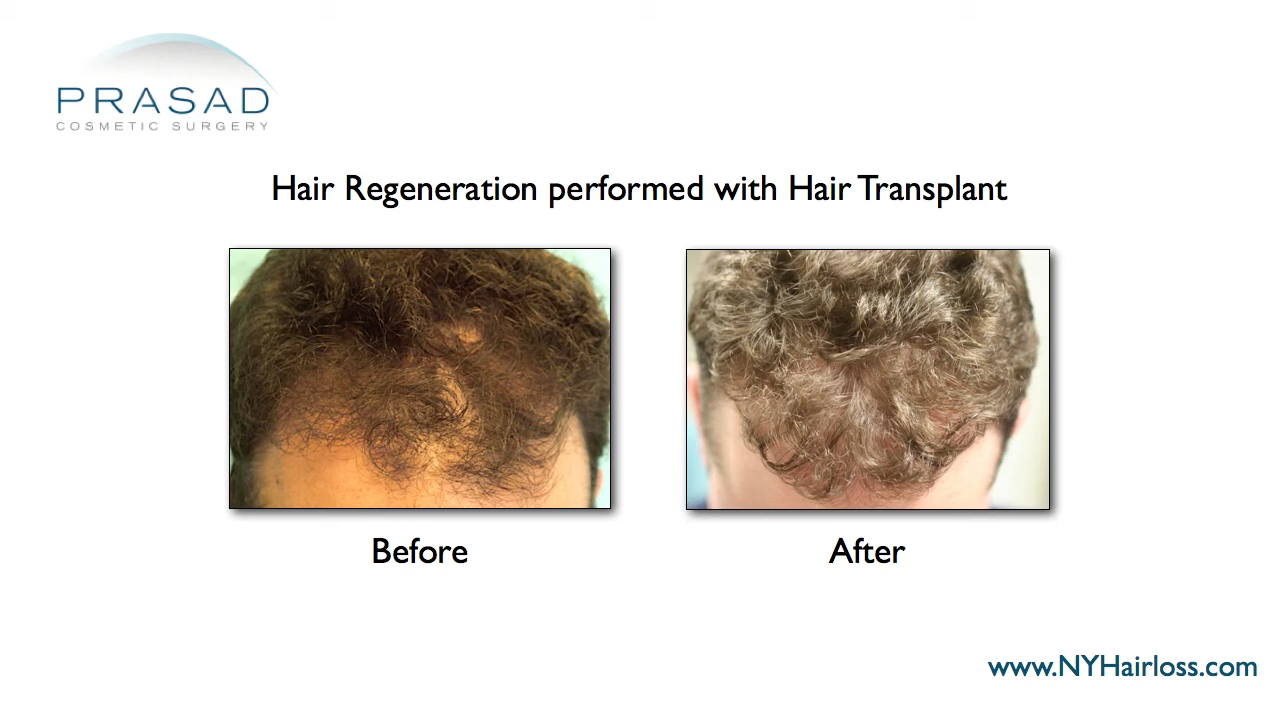 PRASAD
COSMETIC SURGERY
Hair Regeneration performed with Hair Transplant
Before
After
www.NYHairloss.com